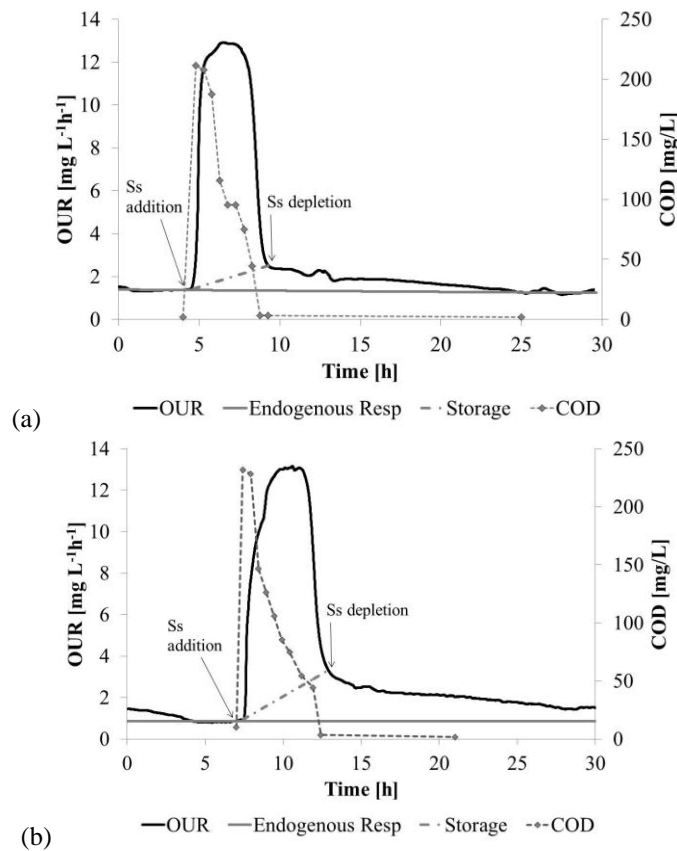 14
12
10
8
6
4
2
0
OUR [mg L-1h-1]
250
200
150
100
50
0
COD [mg/L]
Ss addition
Ss depletion
0 5 10 15 20 25 30
Time [h]
OUR Endogenous Resp Storage COD
(a)
14
12
10
8
6
4
2
0
OUR [mg L-1h-1]
250
200
150
100
50
0
COD [mg/L]
Ss addition
Ss depletion
0 5 10 15 20 25 30
Time [h]
OUR Endogenous Resp Storage COD
(b)